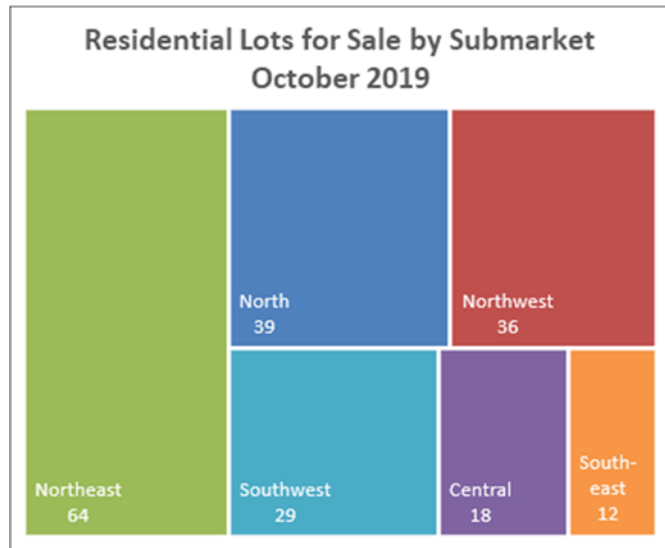 Residential Lots for Sale by Submarket
October 2019
Northeast
64
North
39
Northwest
36
Southwest
29
Central
18
South-
east
12